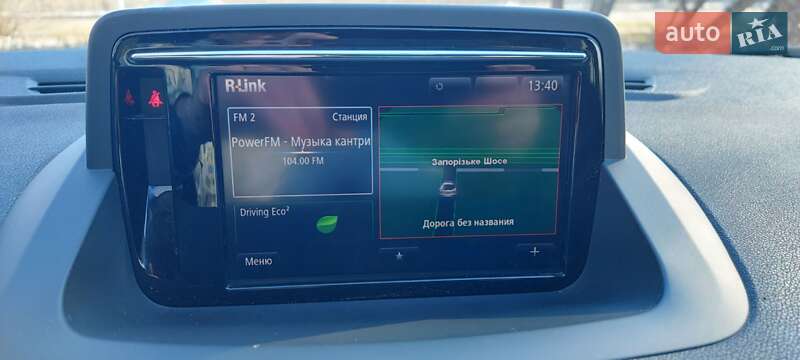 auto
RIA
.com
R-Link
13:40
FM 2
Станция
PowerFM - Музыка кантри
104.00 FM
Запорізьке Шосе
Driving Eco²
Дорога без названия
Меню